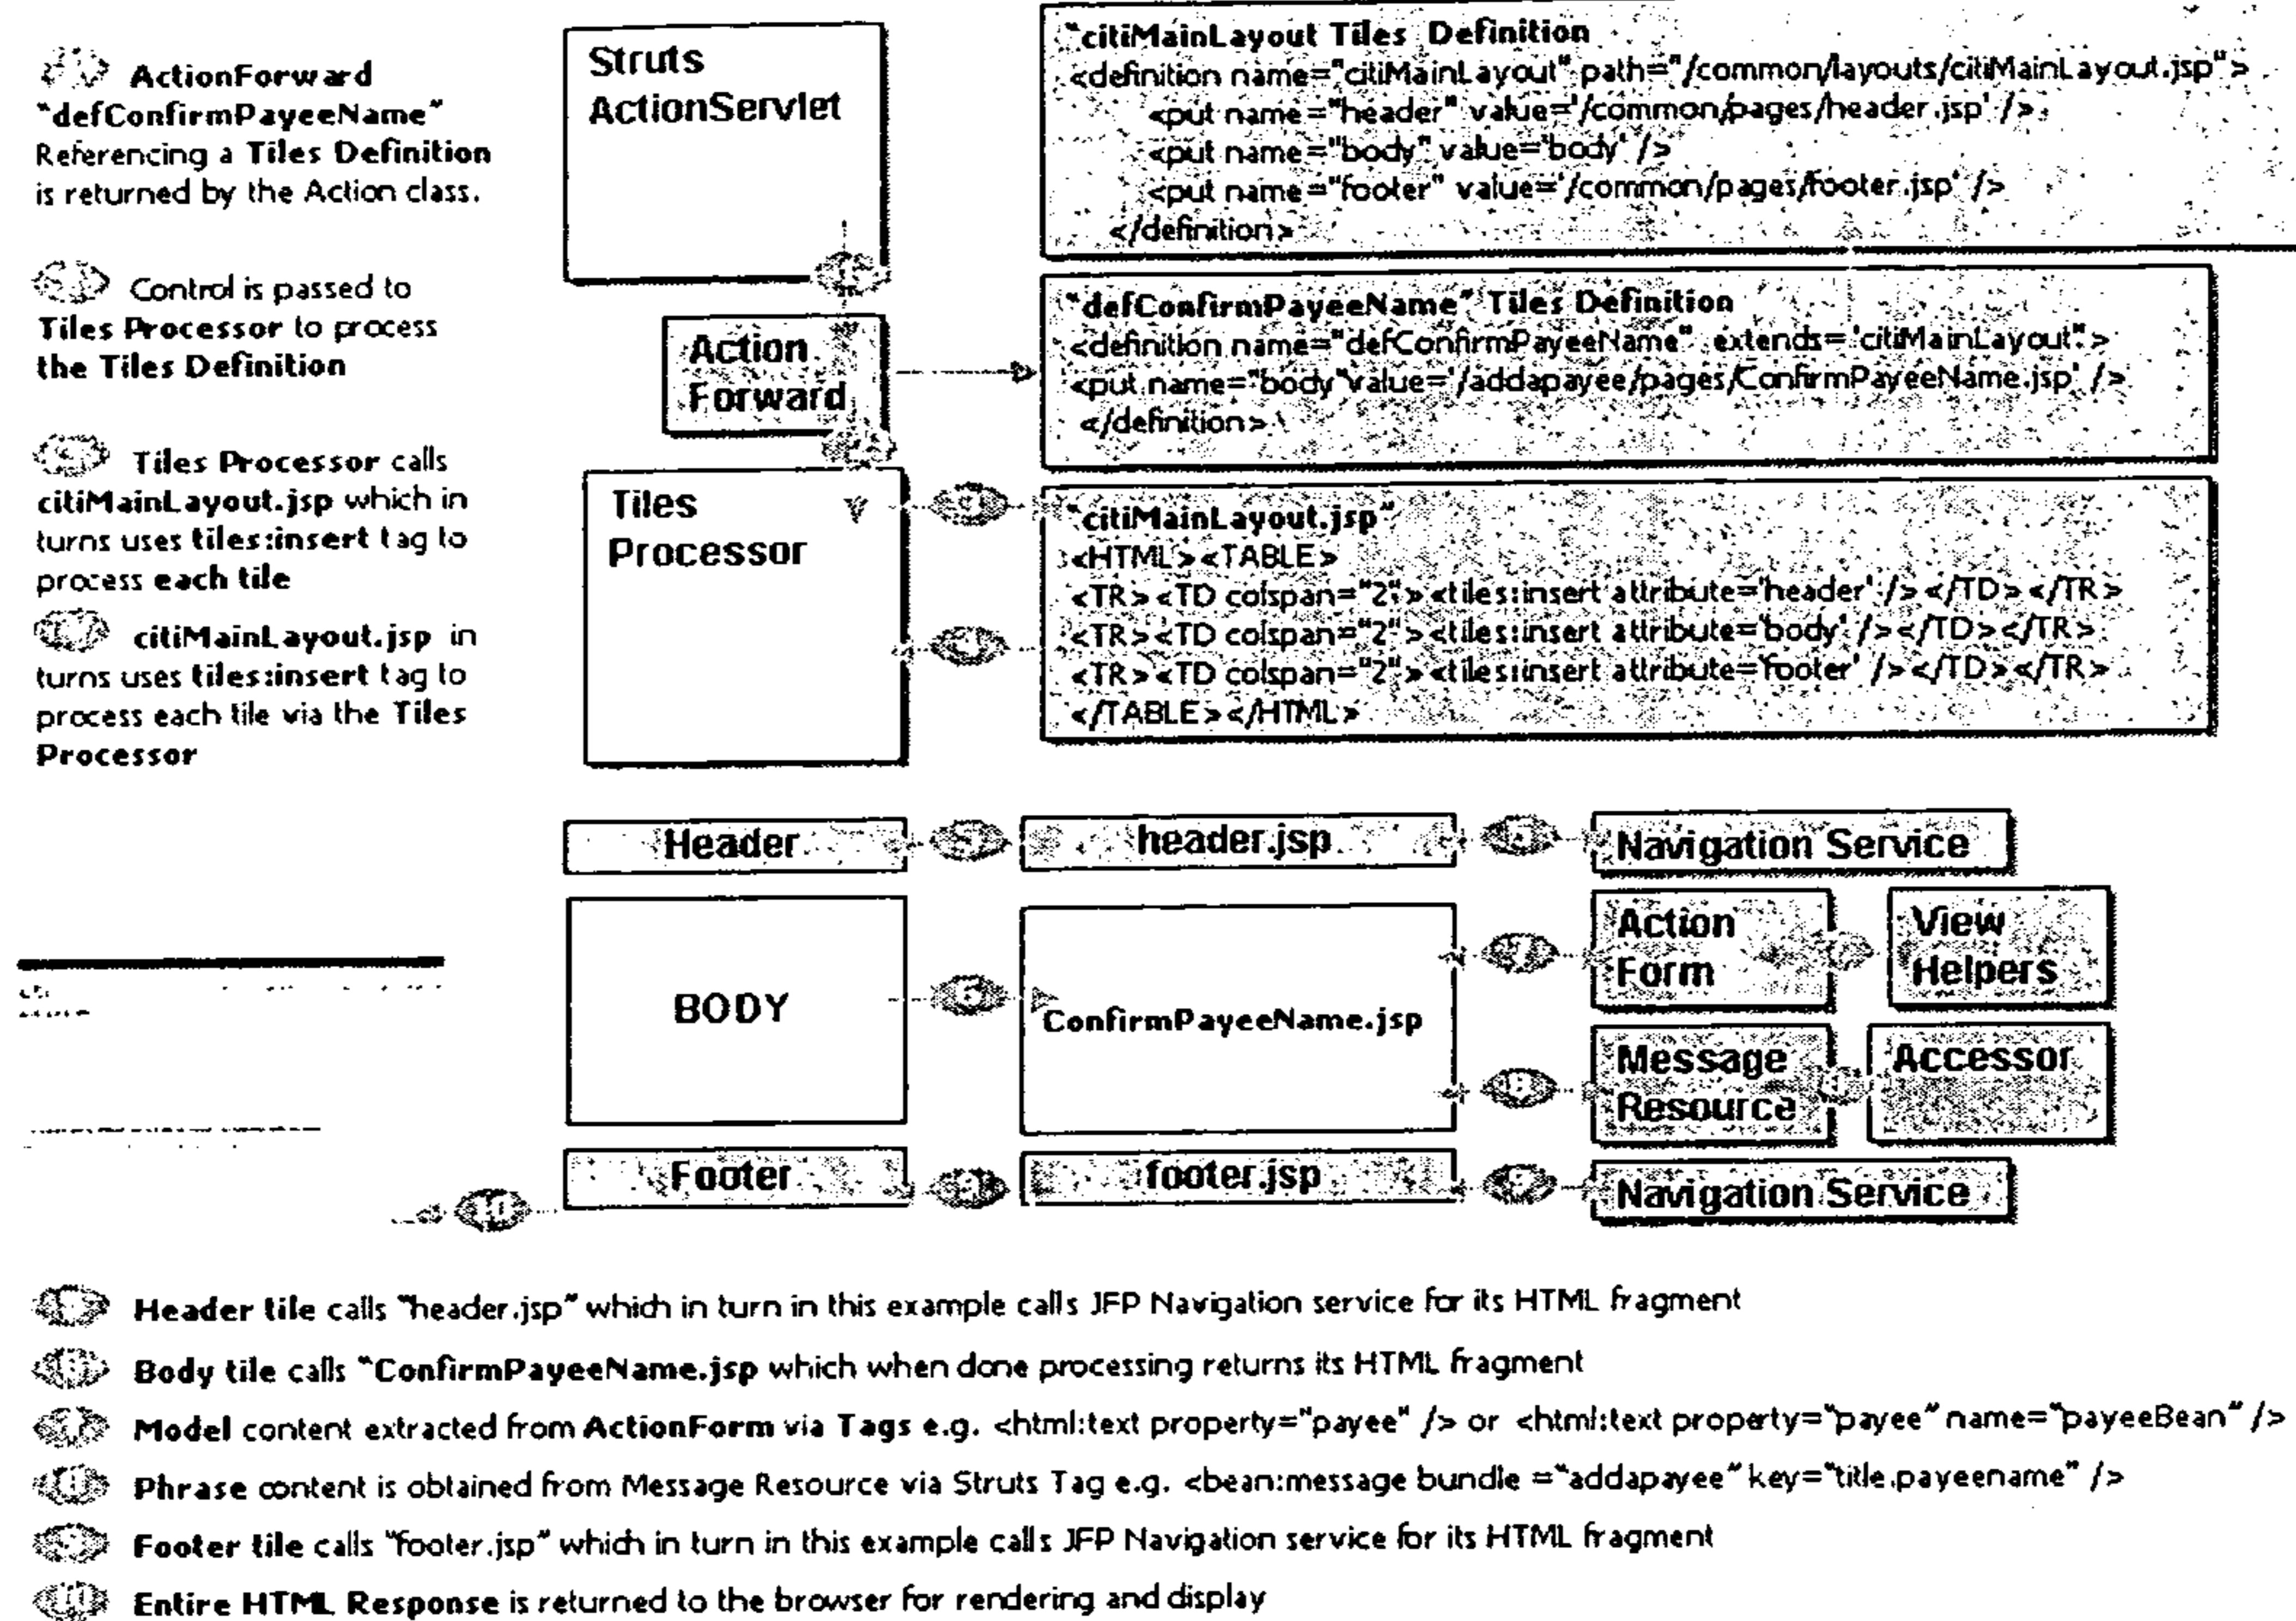 ActionForward
"defConfirmPayeeName"
Referencing a Tiles Definition
is returned by the Action class.
Control is passed to
Tiles Processor to process
the Tiles Definition
Tiles Processor calls
citiMainLayout.jsp which in
turns uses tiles:insert tag to
process each tile
citiMainLayout.jsp in
turns uses tiles:insert tag to
process each tile via the Tiles
Processor
Struts
ActionServlet
Action
Forward
Tiles
Processor
"citiMainLayout Tiles Definition
<definition name="citiMainLayout" path="/common/layouts/citiMainLayout.jsp">
<put name="header" value='/common/pages/header.jsp' />
<put name="body" value='body' />
<put name="footer" value='/common/pages/footer.jsp' />
</definition>
"defConfirmPayeeName" Tiles Definition
<definition name="defConfirmPayeeName" extends='citiMainLayout">
<put name="body"value='/addapayee/pages/ConfirmPayeeName.jsp' />
</definition>
"citiMainLayout.jsp"
<HTML><TABLE>
<TR><TD colspan="2"><tiles:insert attribute='header' /></TD></TR>
<TR><TD colspan="2"><tiles:insert attribute='body' /></TD></TR>
<TR><TD colspan="2"><tiles:insert attribute='footer' /></TD></TR>
</TABLE></HTML>
Header 5 header.jsp Navigation Service
BODY 6 ConfirmPayeeName.jsp
7 Action
Form
View
Helpers
8 Message
Resource
Accessor
Footer 9 footer.jsp 9 Navigation Service
10
Header tile calls "header.jsp" which in turn in this example calls JFP Navigation service for its HTML fragment
Body tile calls "ConfirmPayeeName.jsp which when done processing returns its HTML fragment
7 Model content extracted from ActionForm via Tags e.g. <html:text property="payee" /> or <html:text property="payee" name="payeeBean" />
Phrase content is obtained from Message Resource via Struts Tag e.g. <bean:message bundle ="addapayee" key="title.payeename" />
Footer tile calls "footer.jsp" which in turn in this example calls JFP Navigation service for its HTML fragment
10 Entire HTML Response is returned to the browser for rendering and display